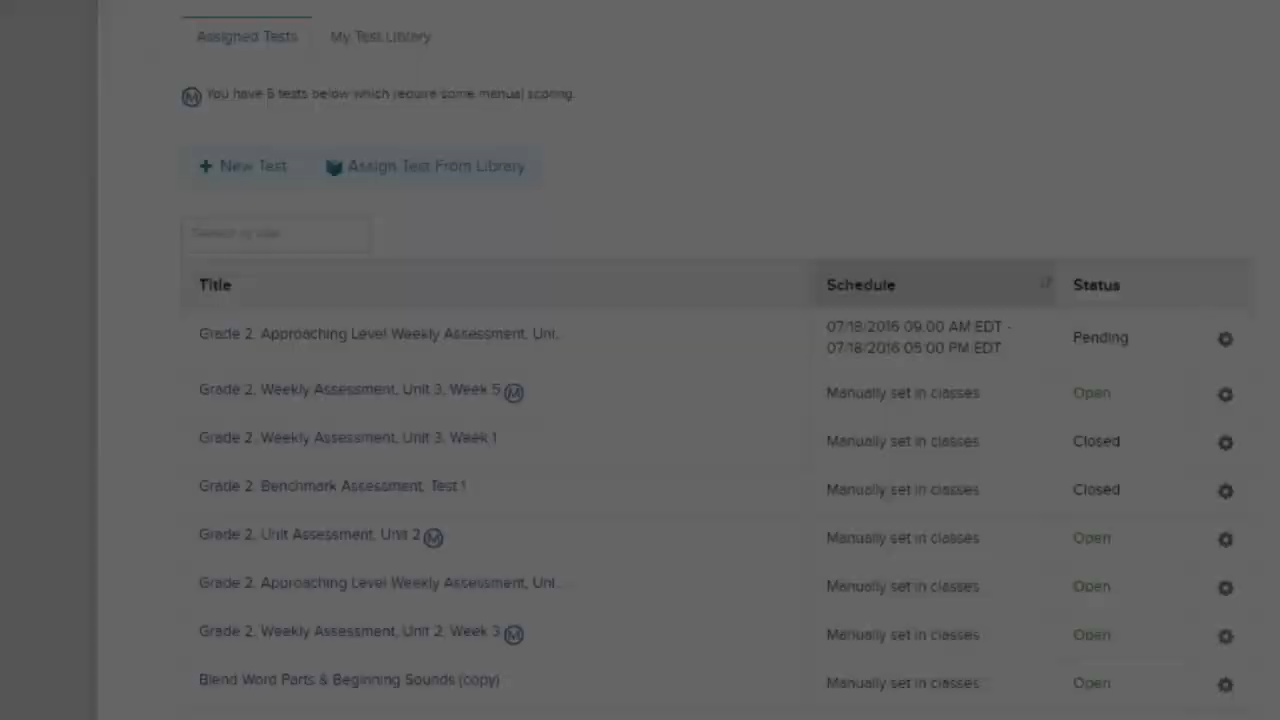 Assigned Tests My Test Library
M You have 5 tests below which require some manual scoring.
+ New Test Assign Test From Library
Search by title
Title Schedule Status
Grade 2, Approaching Level Weekly Assessment, Uni... 07/18/2016 09:00 AM EDT - Pending
07/18/2016 05:00 PM EDT
Grade 2, Weekly Assessment, Unit 3, Week 5 M Manually set in classes Open
Grade 2, Weekly Assessment, Unit 3, Week 1 Manually set in classes Closed
Grade 2, Benchmark Assessment, Test 1 Manually set in classes Closed
Grade 2, Unit Assessment, Unit 2 M Manually set in classes Open
Grade 2, Approaching Level Weekly Assessment, Uni... Manually set in classes Open
Grade 2, Weekly Assessment, Unit 2, Week 3 M Manually set in classes Open
Blend Word Parts & Beginning Sounds (copy) Manually set in classes Open